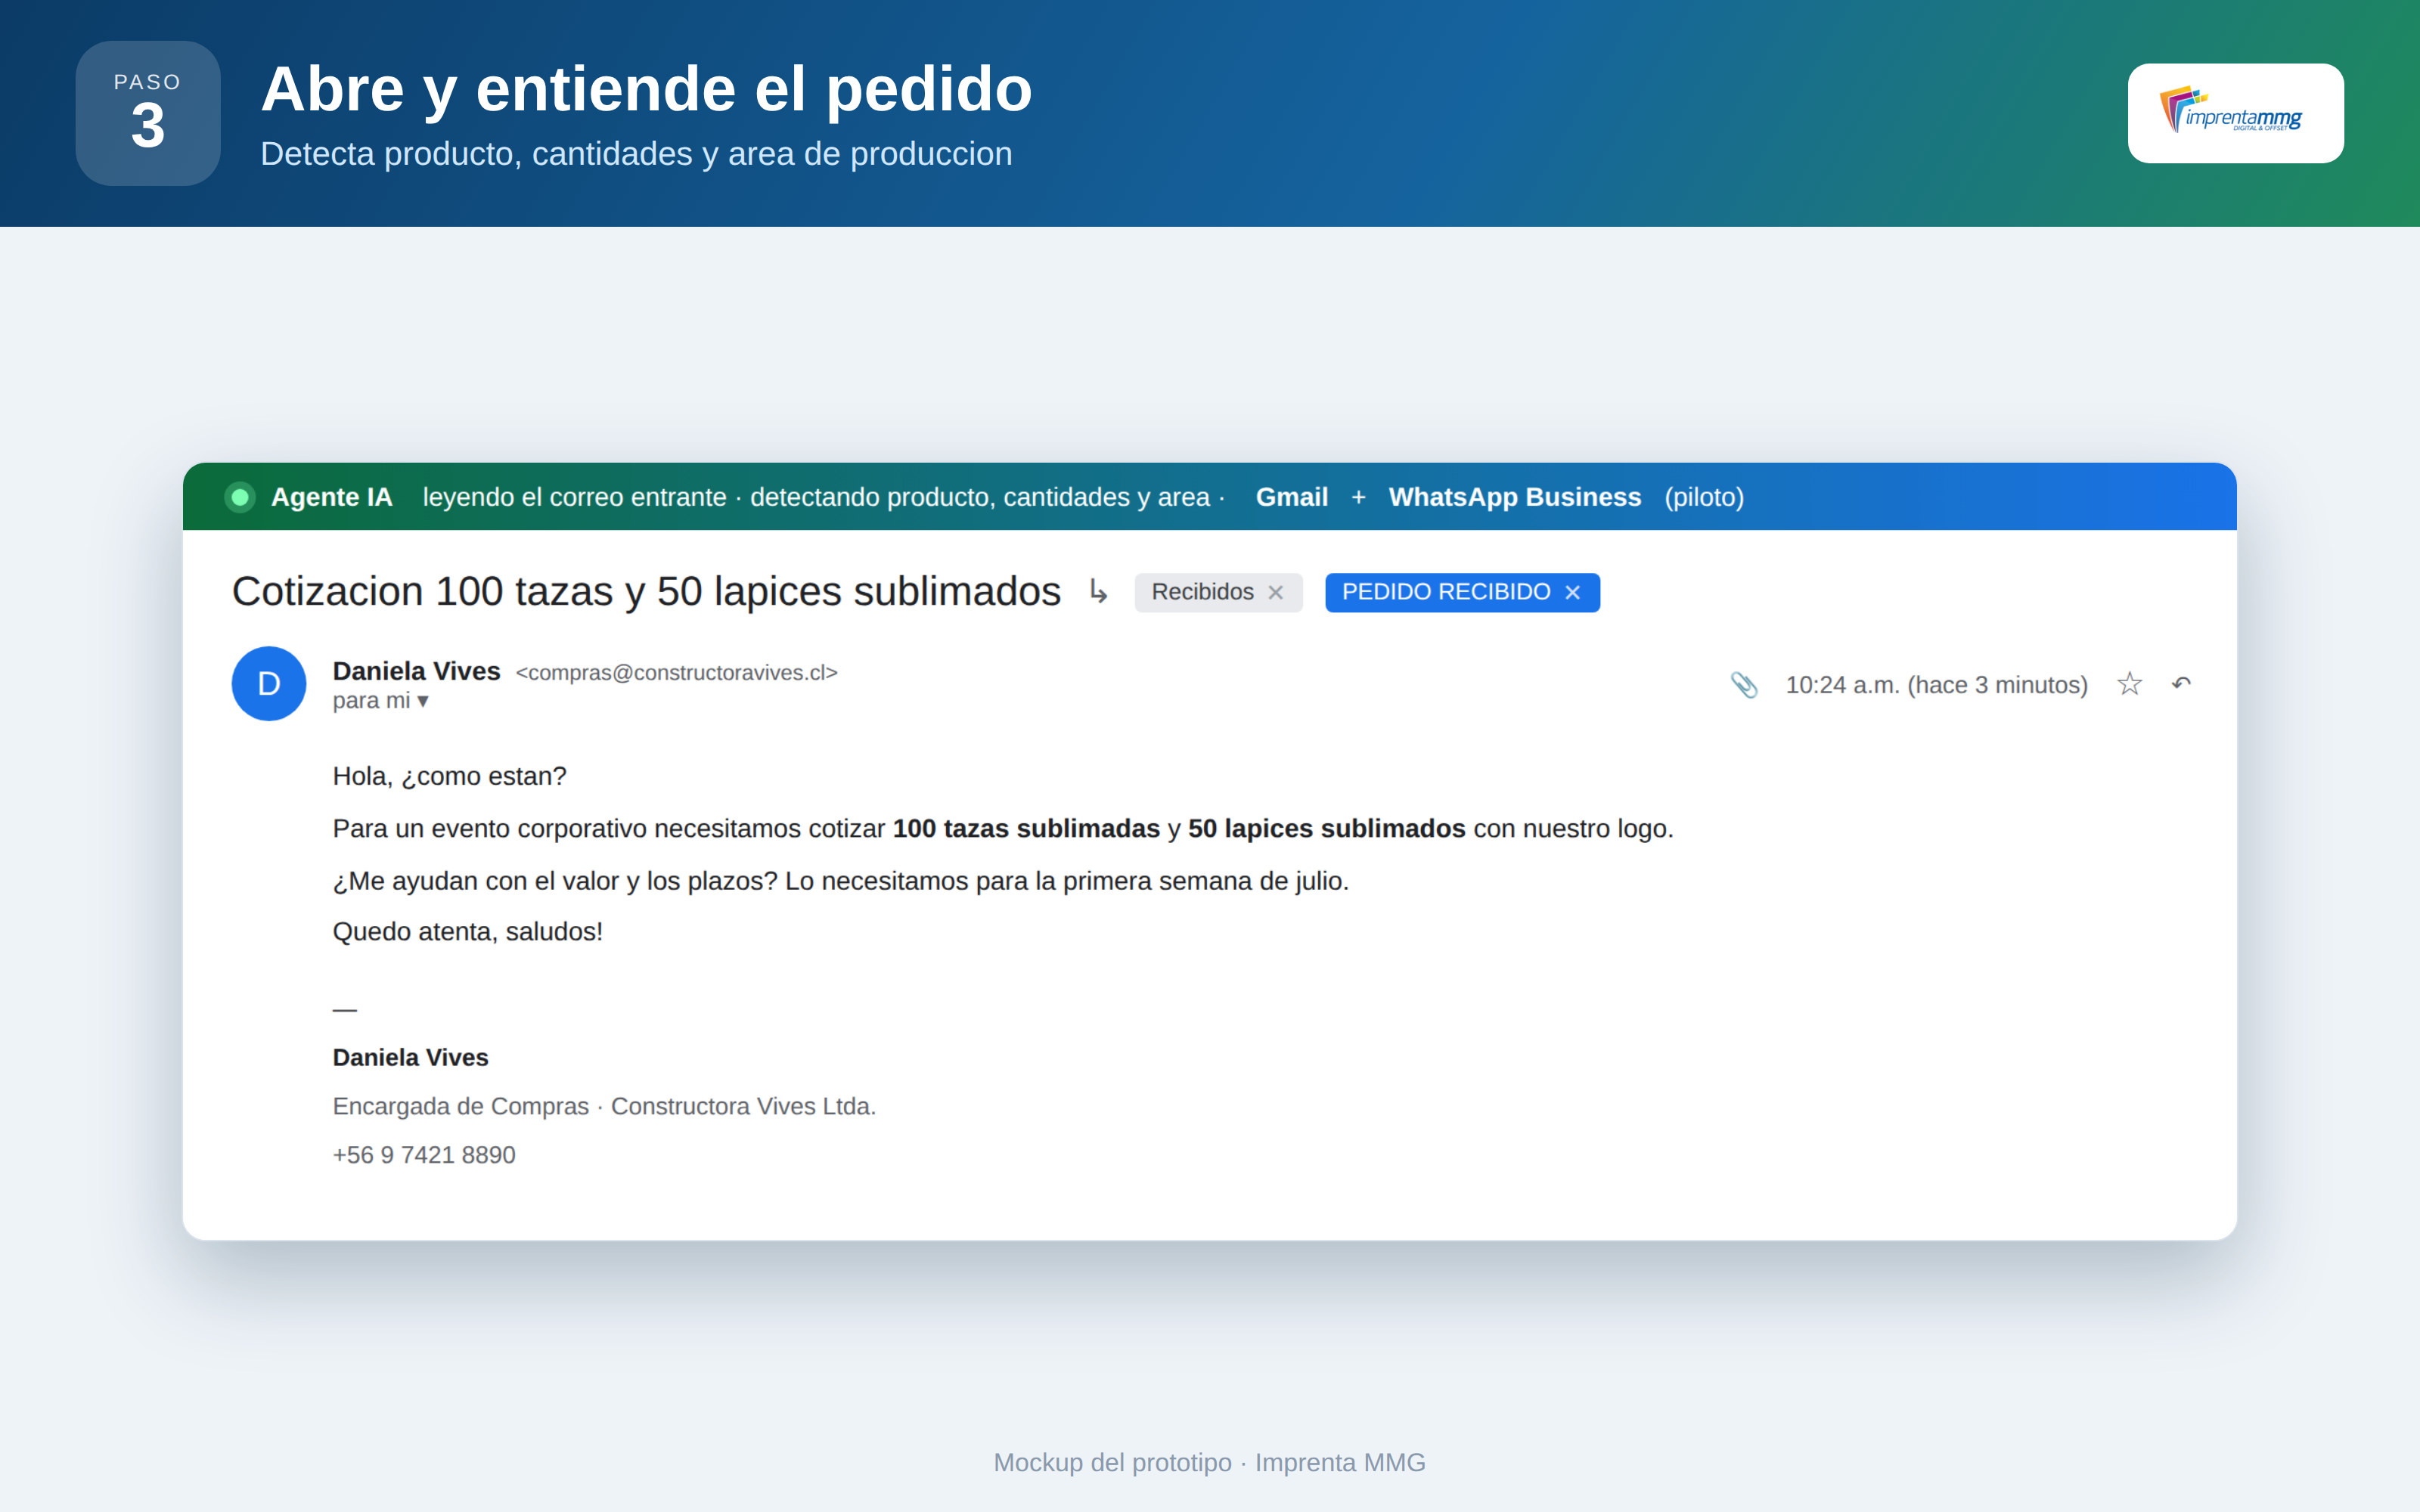 PASO
3
Abre y entiende el pedido
Detecta producto, cantidades y area de produccion
imprentammg
DIGITAL & OFFSET
Agente IA leyendo el correo entrante · detectando producto, cantidades y area · Gmail + WhatsApp Business (piloto)
Cotizacion 100 tazas y 50 lapices sublimados ↳ Recibidos ✕ PEDIDO RECIBIDO ✕
D
Daniela Vives <compras@constructoravives.cl>
para mi ▾
10:24 a.m. (hace 3 minutos)
Hola, ¿como estan?
Para un evento corporativo necesitamos cotizar 100 tazas sublimadas y 50 lapices sublimados con nuestro logo.
¿Me ayudan con el valor y los plazos? Lo necesitamos para la primera semana de julio.
Quedo atenta, saludos!
—
Daniela Vives
Encargada de Compras · Constructora Vives Ltda.
+56 9 7421 8890
Mockup del prototipo · Imprenta MMG